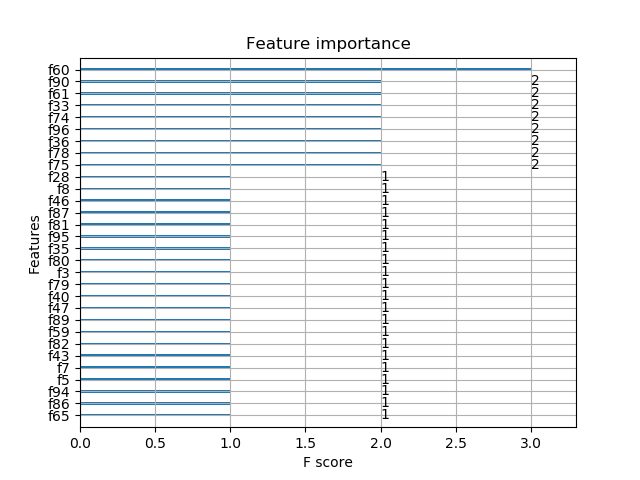 Feature importance
f60
f90 2
f61 2
f33 2
f74 2
f96 2
f36 2
f78 2
f75 2
f28 1
f8 1
f46 1
f87 1
f81 1
f95 1
f35 1
f80 1
f3 1
f79 1
f40 1
f47 1
f89 1
f59 1
f82 1
f43 1
f7 1
f5 1
f94 1
f86 1
f65 1
Features
0.0 0.5 1.0 1.5 2.0 2.5 3.0
F score